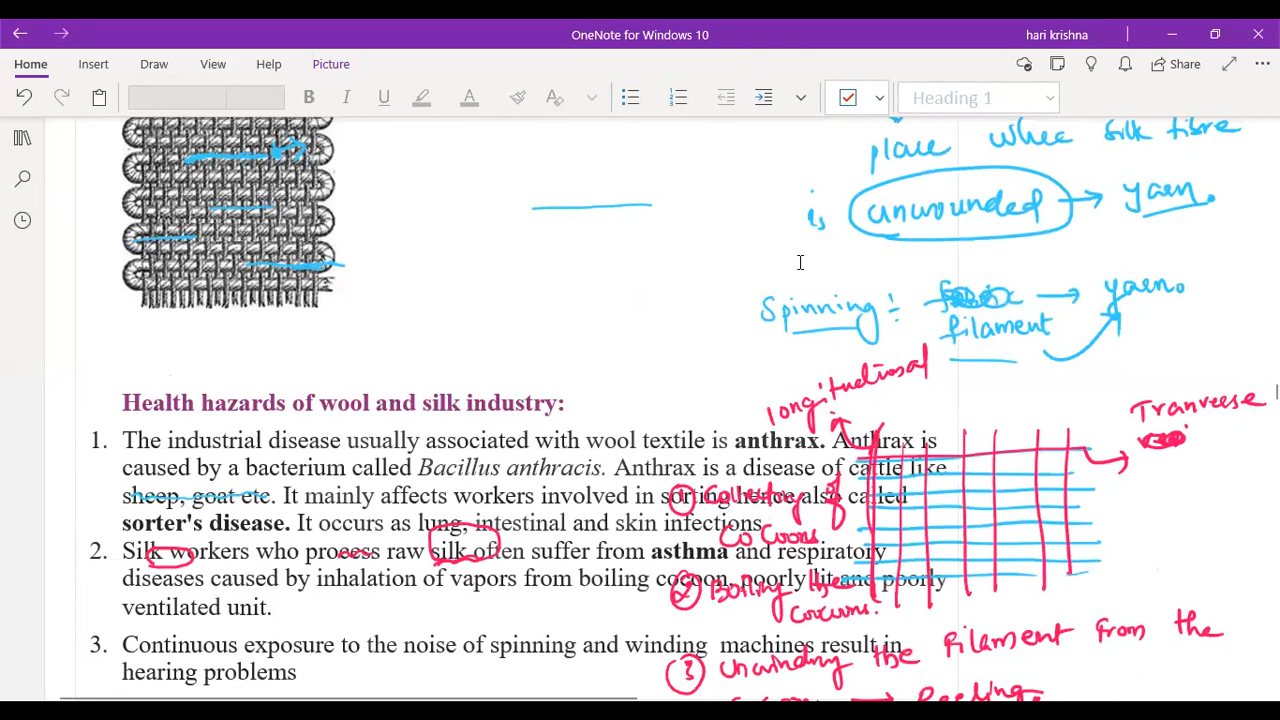 OneNote for Windows 10
hari krishna
Home Insert Draw View Help Picture
Share
B I U A
Heading 1
place whee silk fibre
is unwounded → yaen.
Spinning : → yaen.
filament
longitudional
Tranveese
Health hazards of wool and silk industry:
1. The industrial disease usually associated with wool textile is anthrax. Anthrax is
caused by a bacterium called Bacillus anthracis. Anthrax is a disease of cattle like
sheep, goat etc. It mainly affects workers involved in sorting hence also called
sorter's disease. It occurs as lung, intestinal and skin infections.
2. Silk workers who process raw silk often suffer from asthma and respiratory
diseases caused by inhalation of vapors from boiling cocoon, poorly lit and poorly
ventilated unit.
3. Continuous exposure to the noise of spinning and winding machines result in
hearing problems
① Collecting of
CoCoons.
② Boiling the
Cocoons.
③ Unwinding the filament from the
→ Reeling